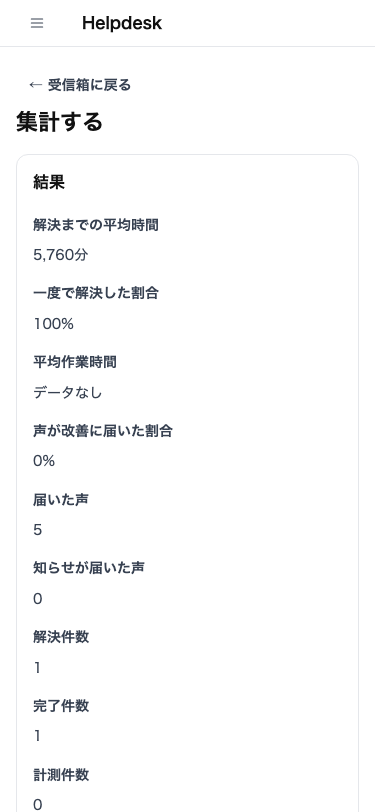 Helpdesk
← 受信箱に戻る
集計する
結果
解決までの平均時間
5,760分
一度で解決した割合
100%
平均作業時間
データなし
声が改善に届いた割合
0%
届いた声
5
知らせが届いた声
0
解決件数
1
完了件数
1
計測件数
0